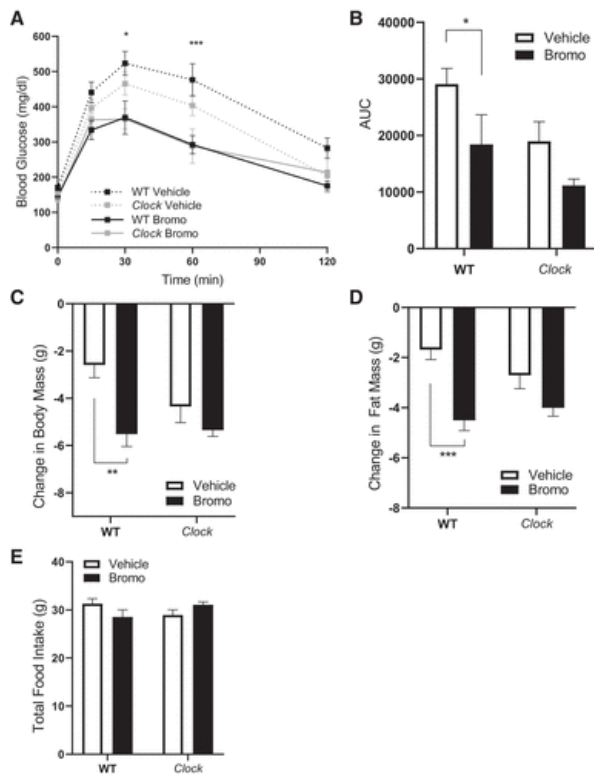 A
Blood Glucose (mg/dl)
600
500
400
300
200
100
0
*
***
WT Vehicle
Clock Vehicle
WT Bromo
Clock Bromo
0
30
60
90
120
Time (min)
B
AUC
40000
30000
20000
10000
0
*
Vehicle
Bromo
WT
Clock
C
Change in Body Mass (g)
0
-2
-4
-6
-8
**
Vehicle
Bromo
WT
Clock
D
Change in Fat Mass (g)
0
-2
-4
-6
-8
***
Vehicle
Bromo
WT
Clock
E
Total Food Intake (g)
40
30
20
10
0
Vehicle
Bromo
WT
Clock